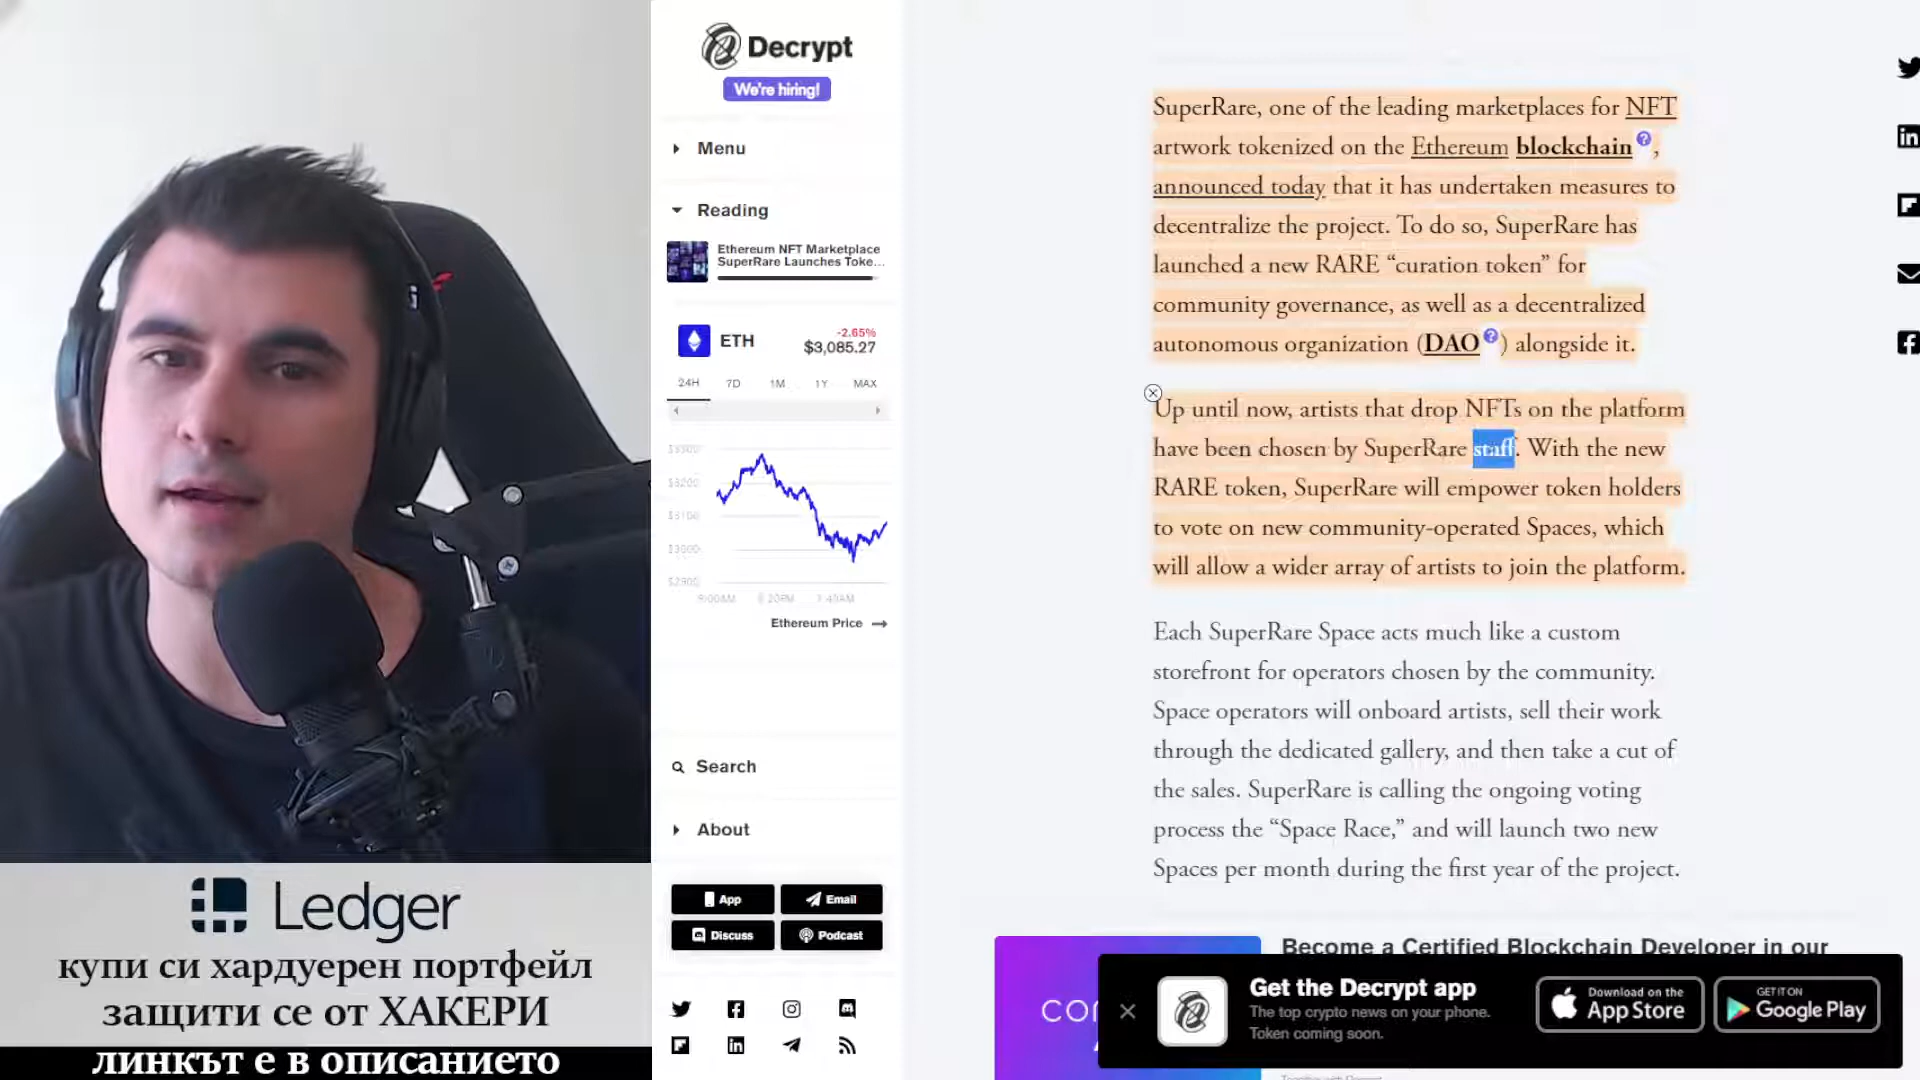 Ledger
купи си хардуерен портфейл
защити се от ХАКЕРИ
линкът е в описанието
Decrypt
We're hiring!
Menu
Reading
Ethereum NFT Marketplace
SuperRare Launches Toke...
ETH
-2.65%
$3,085.27
24H 7D 1M 1Y MAX
$3300
$3200
$3100
$3000
$2900
9:00AM 8:20PM 7:40AM
Ethereum Price
Search
About
App
Email
Discuss
Podcast
SuperRare, one of the leading marketplaces for NFT
artwork tokenized on the Ethereum blockchain ?,
announced today that it has undertaken measures to
decentralize the project. To do so, SuperRare has
launched a new RARE “curation token” for
community governance, as well as a decentralized
autonomous organization (DAO ?) alongside it.
Up until now, artists that drop NFTs on the platform
have been chosen by SuperRare staff. With the new
RARE token, SuperRare will empower token holders
to vote on new community-operated Spaces, which
will allow a wider array of artists to join the platform.
Each SuperRare Space acts much like a custom
storefront for operators chosen by the community.
Space operators will onboard artists, sell their work
through the dedicated gallery, and then take a cut of
the sales. SuperRare is calling the ongoing voting
process the “Space Race,” and will launch two new
Spaces per month during the first year of the project.
Become a Certified Blockchain Developer in our
Get the Decrypt app
The top crypto news on your phone.
Token coming soon.
Download on the
App Store
GET IT ON
Google Play